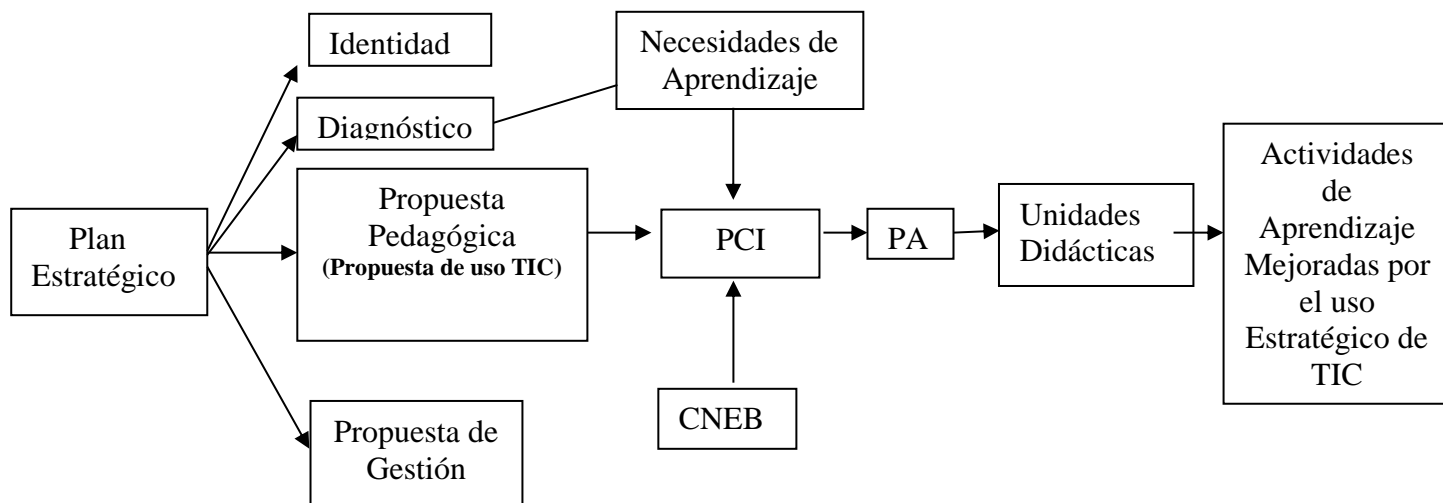 Identidad
Necesidades de
Aprendizaje
Diagnóstico
Plan
Estratégico
Propuesta
Pedagógica
(Propuesta de uso TIC)
PCI
PA
Unidades
Didácticas
Actividades
de
Aprendizaje
Mejoradas por
el uso
Estratégico de
TIC
CNEB
Propuesta de
Gestión